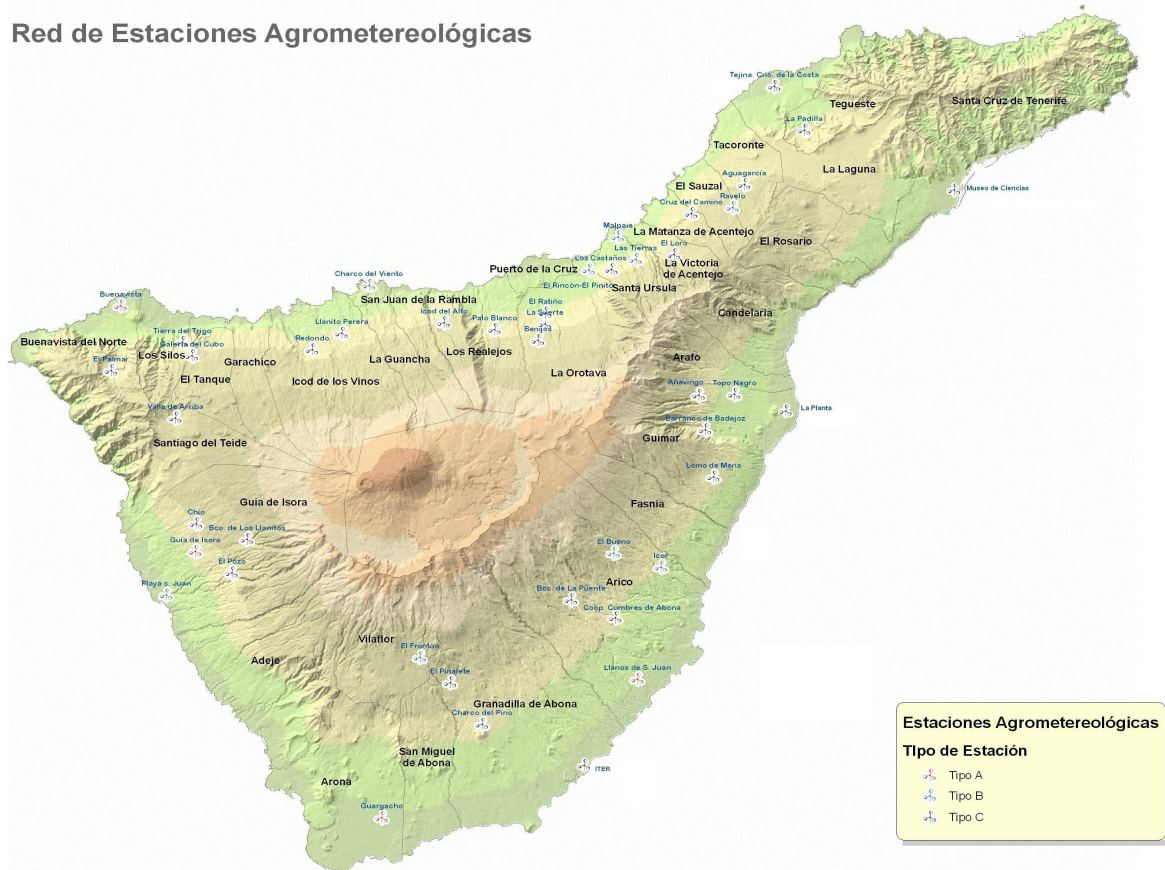 Red de Estaciones Agrometereológicas
Tejina. Cno. de la Costa
Tegueste
Santa Cruz de Tenerife
La Padilla
Tacoronte
La Laguna
Aguagarcía
El Sauzal
Museo de Ciencias
Ravelo
Cruz del Camino
Malpais
La Matanza de Acentejo
El Rosario
Las Tierras
El Loro
Los Castaños
La Victoria
de Acentejo
Puerto de la Cruz
Charco del Viento
El Rincón-El Pinito
Santa Ursula
Buenavista
San Juan de la Rambla
El Ratiño
Icod del Alto
La Suerte
Candelaria
Palo Blanco
Llanito Perera
Tierra del Trigo
Benijos
Redondo
Buenavista del Norte
Galería del Cubo
Los Silos
El Palmar
Garachico
La Guancha
Los Realejos
Arafo
El Tanque
Icod de los Vinos
La Orotava
Añavingo
Topo Negro
Valle de Arriba
La Planta
Barranco de Badajoz
Santiago del Teide
Guimar
Lomo de Mena
Guia de Isora
Fasnia
Chio
Bco. de Los Llanitos
Guía de Isora
El Bueno
Icor
El Pozo
Playa s. Juan
Arico
Bco. de La Puente
Coop. Cumbres de Abona
Vilaflor
El Frontón
Adeje
Llanos de S. Juan
El Pinalete
Granadilla de Abona
Charco del Pino
San Miguel
de Abona
ITER
Arona
Guargacho
Estaciones Agrometereológicas
TIpo de Estación
Tipo A
Tipo B
Tipo C